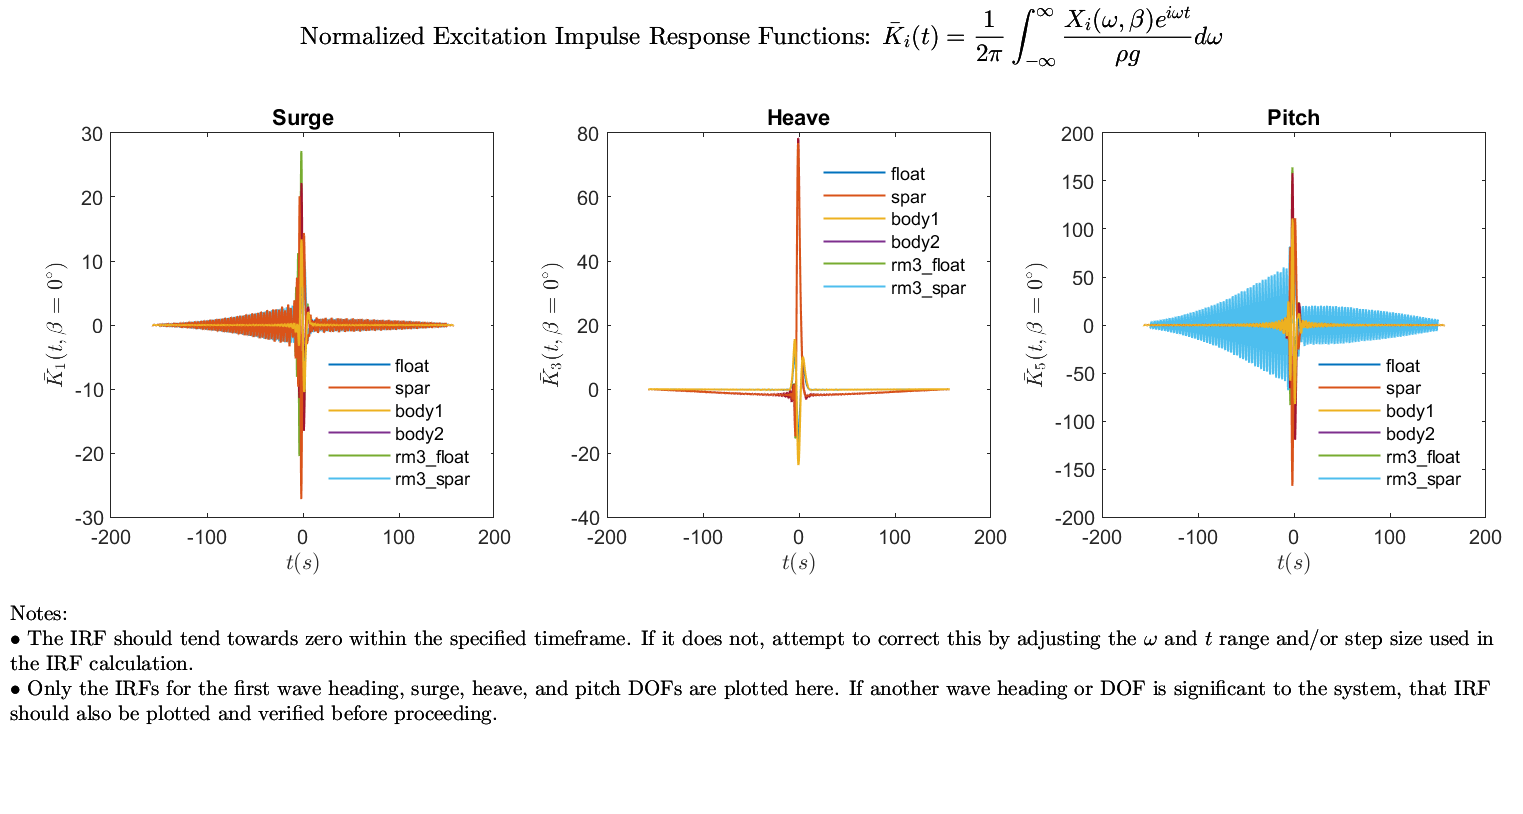 Normalized Excitation Impulse Response Functions: K̄ᵢ(t) = 1/2π ∫_{-∞}^{∞} Xᵢ(ω, β)e^{iωt}/ρg dω
Surge
30
20
10
0
-10
-20
-30
-200
-100
0
100
200
K̄₁(t, β = 0°)
t(s)
float
spar
body1
body2
rm3_float
rm3_spar
Heave
80
60
40
20
0
-20
-40
-200
-100
0
100
200
K̄₃(t, β = 0°)
t(s)
float
spar
body1
body2
rm3_float
rm3_spar
Pitch
200
150
100
50
0
-50
-100
-150
-200
-200
-100
0
100
200
K̄₅(t, β = 0°)
t(s)
float
spar
body1
body2
rm3_float
rm3_spar
Notes:
• The IRF should tend towards zero within the specified timeframe. If it does not, attempt to correct this by adjusting the ω and t range and/or step size used in
the IRF calculation.
• Only the IRFs for the first wave heading, surge, heave, and pitch DOFs are plotted here. If another wave heading or DOF is significant to the system, that IRF
should also be plotted and verified before proceeding.